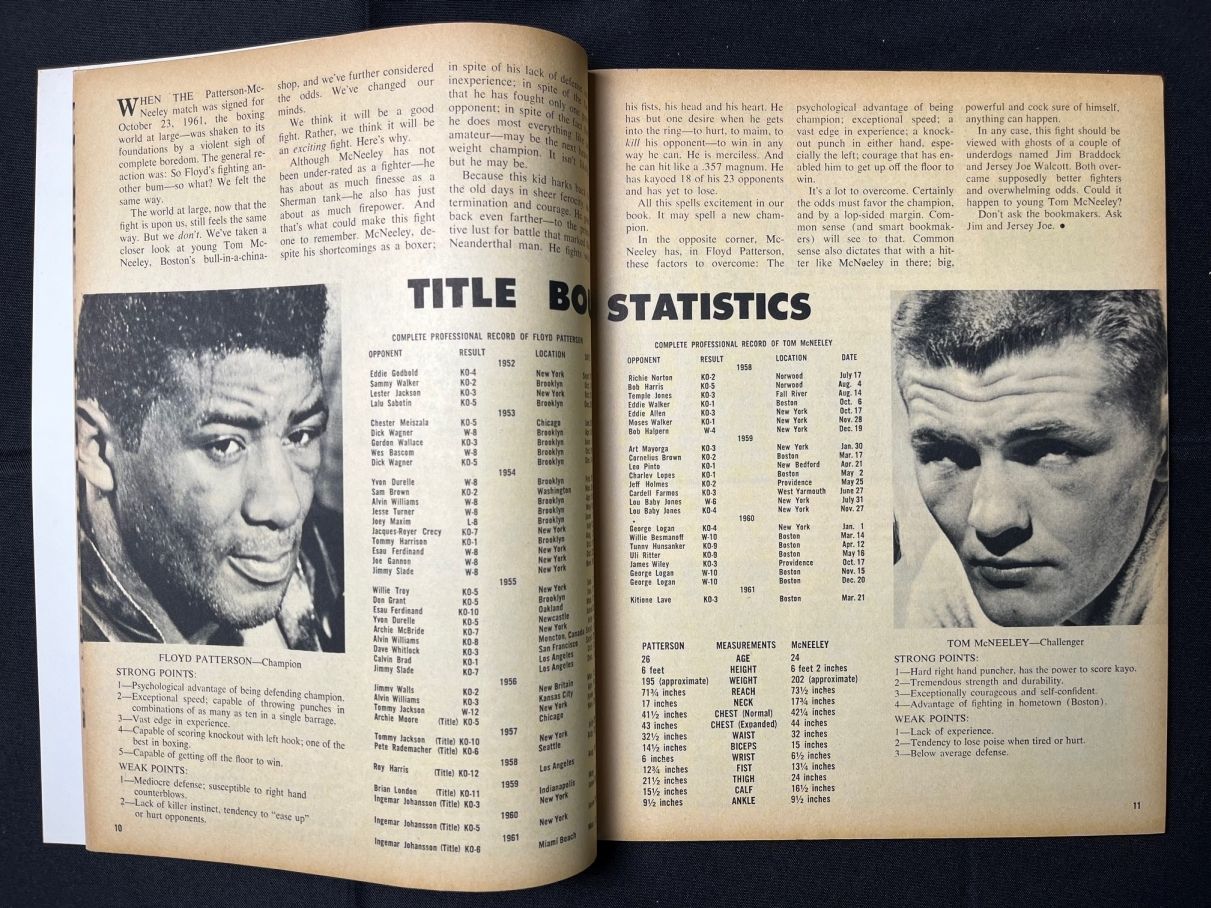 WHEN THE Patterson-Mc-
Neeley match was signed for
October 23, 1961, the boxing
world at large—was shaken to its
foundations by a violent sigh of
complete boredom. The general re-
action was: So Floyd's fighting an-
other bum—so what? We felt the
same way.
The world at large, now that the
fight is upon us, still feels the same
way. But we don't. We've taken a
closer look at young Tom Mc-
Neeley, Boston's bull-in-a-china-
shop, and we've further considered
the odds. We've changed our
minds.
We think it will be a good
fight. Rather, we think it will be
an exciting fight. Here's why.
Although McNeeley has not
been under-rated as a fighter—he
has about as much finesse as a
Sherman tank—he also has just
about as much firepower. And
that's what could make this fight
one to remember. McNeeley, de-
spite his shortcomings as a boxer;
in spite of his lack of
inexperience; in spite of the
that he has fought only
opponent; in spite of the
he does most everything
amateur—may be the next
weight champion. It isn't
but he may be.
Because this kid harks back
the old days in sheer ferocity
termination and courage. He
back even farther—to the
tive lust for battle that marked
Neanderthal man. He fights
his fists, his head and his heart. He
has but one desire when he gets
into the ring—to hurt, to maim, to
kill his opponent—to win in any
way he can. He is merciless. And
he can hit like a .357 magnum. He
has kayoed 18 of his 23 opponents
and has yet to lose.
All this spells excitement in our
book. It may spell a new cham-
pion.
In the opposite corner, Mc-
Neeley has, in Floyd Patterson,
these factors to overcome: The
psychological advantage of being
champion; exceptional speed; a
vast edge in experience; a knock-
out punch in either hand, espe-
cially the left; courage that has en-
abled him to get up off the floor to
win.
It's a lot to overcome. Certainly
the odds must favor the champion,
and by a lop-sided margin. Com-
mon sense (and smart bookmak-
ers) will see to that. Common
sense also dictates that with a hit-
ter like McNeeley in there; big,
powerful and cock sure of himself,
anything can happen.
In any case, this fight should be
viewed with ghosts of a couple of
underdogs named Jim Braddock
and Jersey Joe Walcott. Both over-
came supposedly better fighters
and overwhelming odds. Could it
happen to young Tom McNeeley?
Don't ask the bookmakers. Ask
Jim and Jersey Joe. ●
TITLE BO STATISTICS
COMPLETE PROFESSIONAL RECORD OF FLOYD PATTERSON
OPPONENT RESULT LOCATION
1952
Eddie Godbold KO-4 New York
Sammy Walker KO-2 Brooklyn
Lester Jackson KO-3 New York
Lalu Sabotin KO-5 Brooklyn
1953
Chester Meiszala KO-5 Chicago
Dick Wagner W-8 Brooklyn
Gordon Wallace KO-3 Brooklyn
Wes Bascom W-8 Brooklyn
Dick Wagner KO-5 Brooklyn
1954
Yvon Durelle W-8 Brooklyn
Sam Brown KO-2 Washington
Alvin Williams W-8 Brooklyn
Jesse Turner W-8 Brooklyn
Joey Maxim L-8 Brooklyn
Jacques-Royer Crecy KO-7 New York
Tommy Harrison KO-1 Brooklyn
Esau Ferdinand W-8 New York
Joe Gannon W-8 New York
Jimmy Slade W-8 New York
1955
Willie Troy KO-5 New York
Don Grant KO-5 Brooklyn
Esau Ferdinand KO-10 Oakland
Yvon Durelle KO-5 Newcastle
Archie McBride KO-7 New York
Alvin Williams KO-8 Moncton, Canada
Dave Whitlock KO-3 San Francisco
Calvin Brad KO-1 Los Angeles
Jimmy Slade KO-7 Los Angeles
1956
Jimmy Walls KO-2 New Britain
Alvin Williams KO-3 Kansas City
Tommy Jackson W-12 New York
Archie Moore (Title) KO-5 Chicago
1957
Tommy Jackson (Title) KO-10 New York
Pete Rademacher (Title) KO-6 Seattle
1958
Roy Harris (Title) KO-12 Los Angeles
1959
Brian London (Title) KO-11 Indianapolis
Ingemar Johansson (Title) KO-3 New York
1960
Ingemar Johansson (Title) KO-5 New York
1961
Ingemar Johansson (Title) KO-6 Miami Beach
FLOYD PATTERSON—Champion
STRONG POINTS:
1—Psychological advantage of being defending champion.
2—Exceptional speed; capable of throwing punches in
combinations of as many as ten in a single barrage.
3—Vast edge in experience.
4—Capable of scoring knockout with left hook; one of the
best in boxing.
5—Capable of getting off the floor to win.
WEAK POINTS:
1—Mediocre defense; susceptible to right hand
counterblows.
2—Lack of killer instinct, tendency to "ease up"
or hurt opponents.
10
COMPLETE PROFESSIONAL RECORD OF TOM McNEELEY
OPPONENT RESULT LOCATION DATE
1958
Richie Norton KO-2 Norwood July 17
Bob Harris KO-5 Norwood Aug. 4
Temple Jones KO-3 Fall River Aug. 14
Eddie Walker KO-1 Boston Oct. 6
Eddie Allen KO-3 New York Oct. 17
Moses Walker KO-1 New York Nov. 28
Bob Halpern W-4 New York Dec. 19
1959
Art Mayorga KO-3 New York Jan. 30
Cornelius Brown KO-2 Boston Mar. 17
Leo Pinto KO-1 New Bedford Apr. 21
Charley Lopes KO-1 Boston May 2
Jeff Holmes KO-2 Providence May 25
Cardell Farmos KO-3 West Yarmouth June 27
Lou Baby Jones W-6 New York July 31
Lou Baby Jones KO-4 New York Nov. 27
1960
George Logan KO-4 New York Jan. 1
Willie Besmanoff W-10 Boston Mar. 14
Tunny Hunsanker KO-9 Boston Apr. 12
Uli Ritter KO-9 Boston May 16
James Wiley KO-3 Providence Oct. 17
George Logan W-10 Boston Nov. 15
George Logan W-10 Boston Dec. 20
1961
Kitione Lave KO-3 Boston Mar. 21
PATTERSON MEASUREMENTS McNEELEY
26 AGE 24
6 feet HEIGHT 6 feet 2 inches
195 (approximate) WEIGHT 202 (approximate)
71¾ inches REACH 73½ inches
17 inches NECK 17¾ inches
41½ inches CHEST (Normal) 42¼ inches
43 inches CHEST (Expanded) 44 inches
32½ inches WAIST 32 inches
14½ inches BICEPS 15 inches
6 inches WRIST 6½ inches
12¾ inches FIST 13¼ inches
21½ inches THIGH 24 inches
15½ inches CALF 16½ inches
9½ inches ANKLE 9½ inches
TOM McNEELEY—Challenger
STRONG POINTS:
1—Hard right hand puncher, has the power to score kayo.
2—Tremendous strength and durability.
3—Exceptionally courageous and self-confident.
4—Advantage of fighting in hometown (Boston).
WEAK POINTS:
1—Lack of experience.
2—Tendency to lose poise when tired or hurt.
3—Below average defense.
11